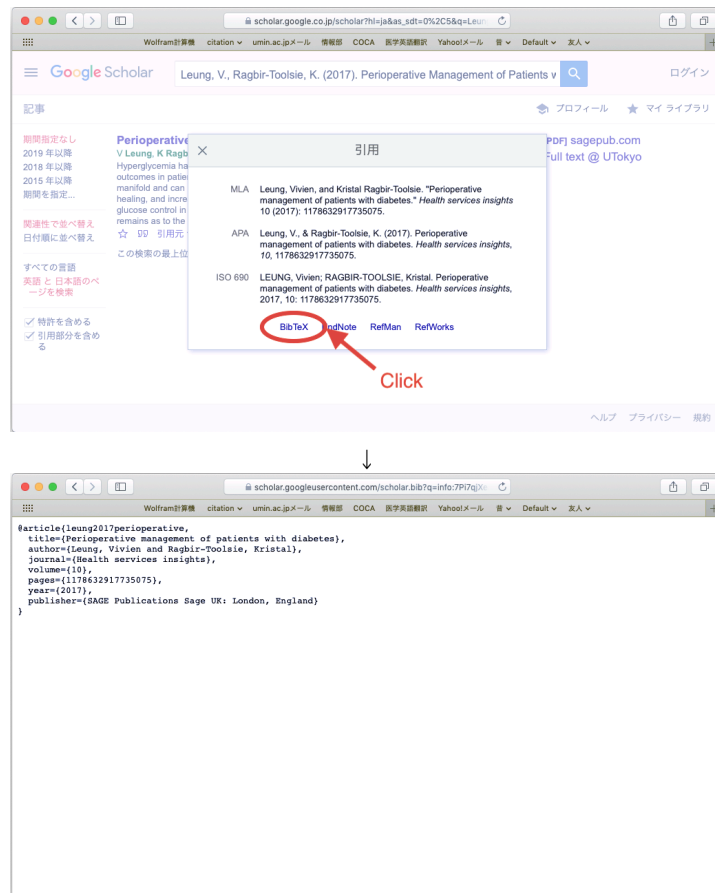 scholar.google.co.jp/scholar?hl=ja&as_sdt=0%2C5&q=Leun
Wolfram計算機 citation umin.ac.jpメール 情報部 COCA 医学英語翻訳 Yahoo!メール 昔 Default 友人
Google Scholar
Leung, V., Ragbir-Toolsie, K. (2017). Perioperative Management of Patients w
ログイン
記事
プロフィール
マイ ライブラリ
期間指定なし
2019 年以降
2018 年以降
2015 年以降
期間を指定...
関連性で並べ替え
日付順に並べ替え
すべての言語
英語 と 日本語のペ
ージを検索
特許を含める
引用部分を含め
る
Perioperative
V Leung, K Ragb
Hyperglycemia ha
outcomes in patie
manifold and can
healing, and incre
glucose control in
remains as to the
引用元
この検索の最上位
PDF] sagepub.com
Full text @ UTokyo
引用
MLA Leung, Vivien, and Kristal Ragbir-Toolsie. "Perioperative
management of patients with diabetes." Health services insights
10 (2017): 1178632917735075.
APA Leung, V., & Ragbir-Toolsie, K. (2017). Perioperative
management of patients with diabetes. Health services insights,
10, 1178632917735075.
ISO 690 LEUNG, Vivien; RAGBIR-TOOLSIE, Kristal. Perioperative
management of patients with diabetes. Health services insights,
2017, 10: 1178632917735075.
BibTeX EndNote RefMan RefWorks
Click
ヘルプ プライバシー 規約
↓
scholar.googleusercontent.com/scholar.bib?q=info:7Pi7qjXe
Wolfram計算機 citation umin.ac.jpメール 情報部 COCA 医学英語翻訳 Yahoo!メール 昔 Default 友人
@article{leung2017perioperative,
title={Perioperative management of patients with diabetes},
author={Leung, Vivien and Ragbir-Toolsie, Kristal},
journal={Health services insights},
volume={10},
pages={1178632917735075},
year={2017},
publisher={SAGE Publications Sage UK: London, England}
}